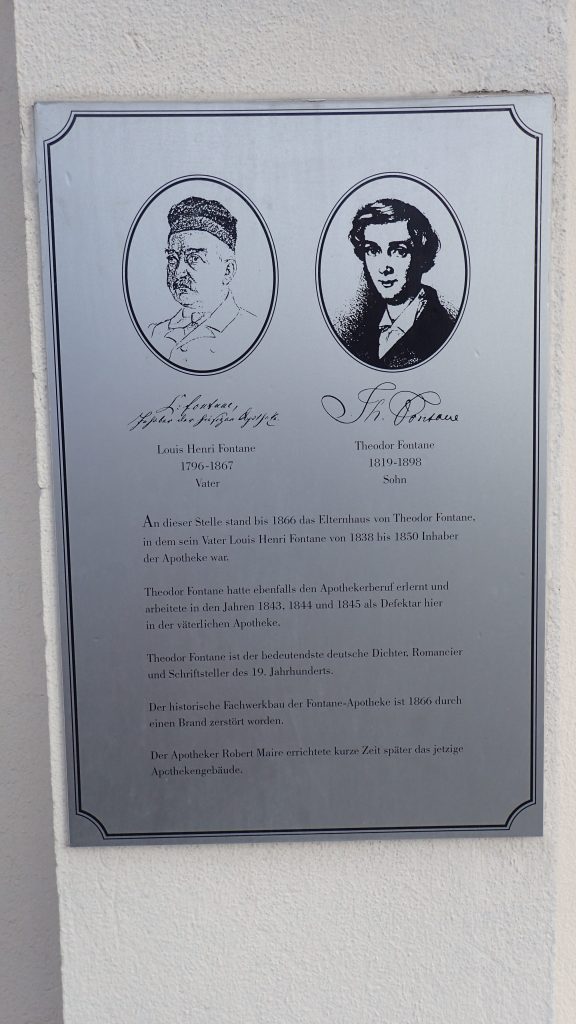 L. Fontane,
Inhaber der hiesigen Apotheke
Th. Fontane
Louis Henri Fontane
1796-1867
Vater
Theodor Fontane
1819-1898
Sohn
An dieser Stelle stand bis 1866 das Elternhaus von Theodor Fontane,
in dem sein Vater Louis Henri Fontane von 1838 bis 1850 Inhaber
der Apotheke war.
Theodor Fontane hatte ebenfalls den Apothekerberuf erlernt und
arbeitete in den Jahren 1843, 1844 und 1845 als Defektar hier
in der väterlichen Apotheke.
Theodor Fontane ist der bedeutendste deutsche Dichter, Romancier
und Schriftsteller des 19. Jahrhunderts.
Der historische Fachwerkbau der Fontane-Apotheke ist 1866 durch
einen Brand zerstört worden.
Der Apotheker Robert Maire errichtete kurze Zeit später das jetzige
Apothekengebäude.